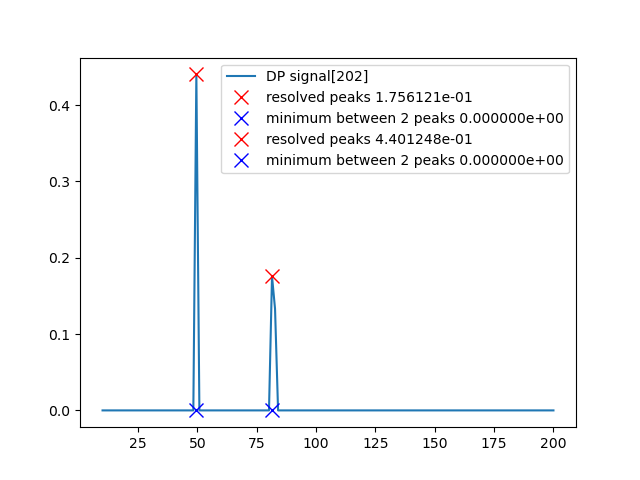 DP signal[202]
resolved peaks 1.756121e-01
minimum between 2 peaks 0.000000e+00
resolved peaks 4.401248e-01
minimum between 2 peaks 0.000000e+00
0.4
0.3
0.2
0.1
0.0
25 50 75 100 125 150 175 200